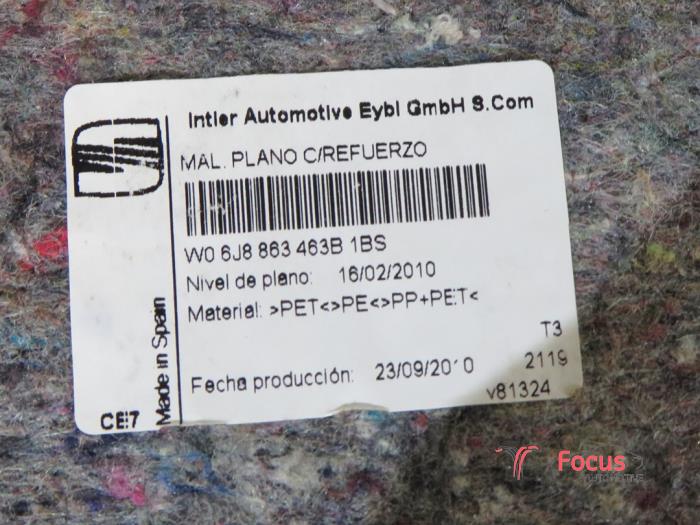 Intier Automotive Eybl GmbH S.Com
MAL. PLANO C/REFUERZO
W0 6J8 863 463B 1BS
Nivel de plano: 16/02/2010
Material: >PET<>PE<>PP+PET<
Fecha producción: 23/09/2010
T3
2119
v81324
Made in Spain
CE7
Focus
AUTOMOTIVE